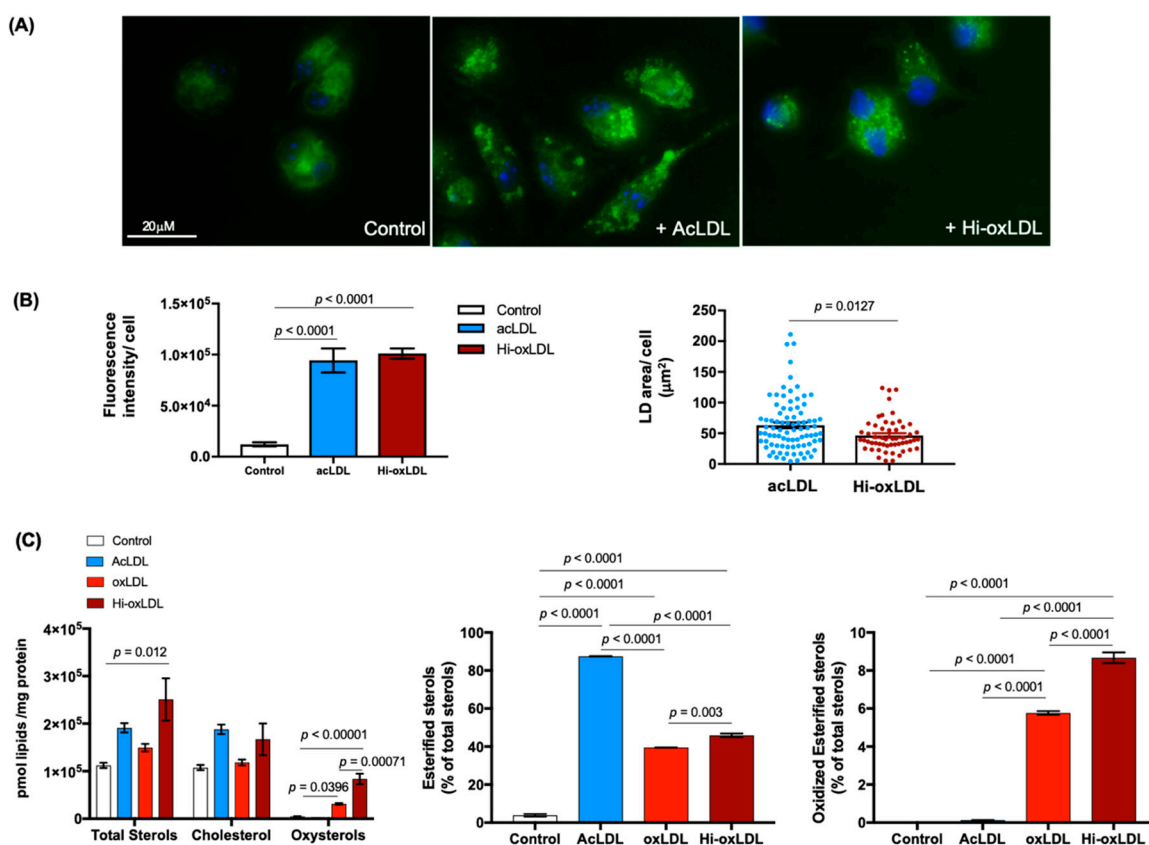 (A)
20μM
Control
+ AcLDL
+ Hi-oxLDL
(B)
Fluorescence
intensity/ cell
1.5×10⁵
1.0×10⁵
5.0×10⁴
0.0
p < 0.0001
p < 0.0001
Control
acLDL
Hi-oxLDL
Control
acLDL
Hi-oxLDL
LD area/ cell
(μm²)
250
200
150
100
50
0
p = 0.0127
acLDL
Hi-oxLDL
(C)
Control
AcLDL
oxLDL
Hi-oxLDL
pmol lipids /mg protein
4×10⁵
3×10⁵
2×10⁵
1×10⁵
0
p = 0.012
p < 0.00001
p = 0.00071
p = 0.0396
Total Sterols
Cholesterol
Oxysterols
Esterified sterols
(% of total sterols)
100
80
60
40
20
0
p < 0.0001
p < 0.0001
p < 0.0001
p < 0.0001
p < 0.0001
p = 0.003
Control
AcLDL
oxLDL
Hi-oxLDL
Oxidized Esterified sterols
(% of total sterols)
10
8
6
4
2
0
p < 0.0001
p < 0.0001
p < 0.0001
p < 0.0001
p < 0.0001
Control
AcLDL
oxLDL
Hi-oxLDL